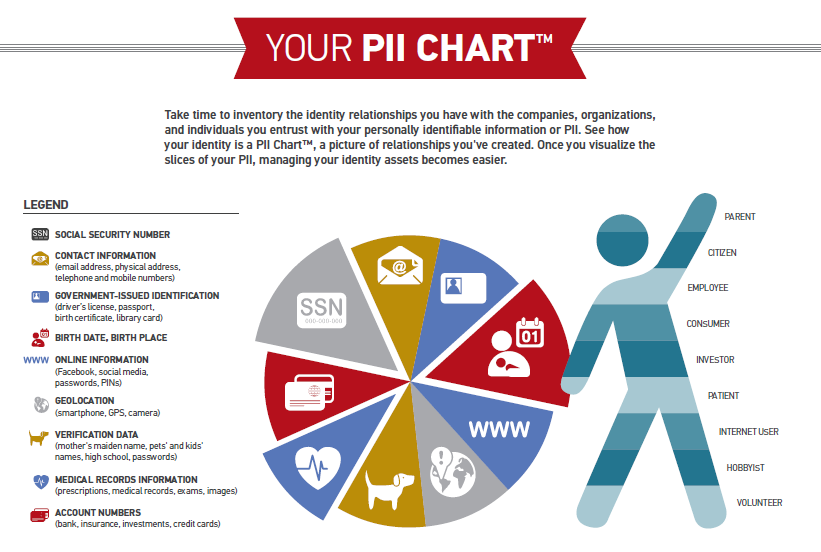 YOUR PII CHART™
Take time to inventory the identity relationships you have with the companies, organizations,
and individuals you entrust with your personally identifiable information or PII. See how
your identity is a PII Chart™, a picture of relationships you've created. Once you visualize the
slices of your PII, managing your identity assets becomes easier.
LEGEND
SSN SOCIAL SECURITY NUMBER
@ CONTACT INFORMATION
(email address, physical address,
telephone and mobile numbers)
GOVERNMENT-ISSUED IDENTIFICATION
(driver's license, passport,
birth certificate, library card)
BIRTH DATE, BIRTH PLACE
WWW ONLINE INFORMATION
(Facebook, social media,
passwords, PINs)
GEOLOCATION
(smartphone, GPS, camera)
VERIFICATION DATA
(mother's maiden name, pets' and kids'
names, high school, passwords)
MEDICAL RECORDS INFORMATION
(prescriptions, medical records, exams, images)
ACCOUNT NUMBERS
(bank, insurance, investments, credit cards)
@
SSN
000-000-000
01
WWW
PARENT
CITIZEN
EMPLOYEE
CONSUMER
INVESTOR
PATIENT
INTERNET USER
HOBBYIST
VOLUNTEER